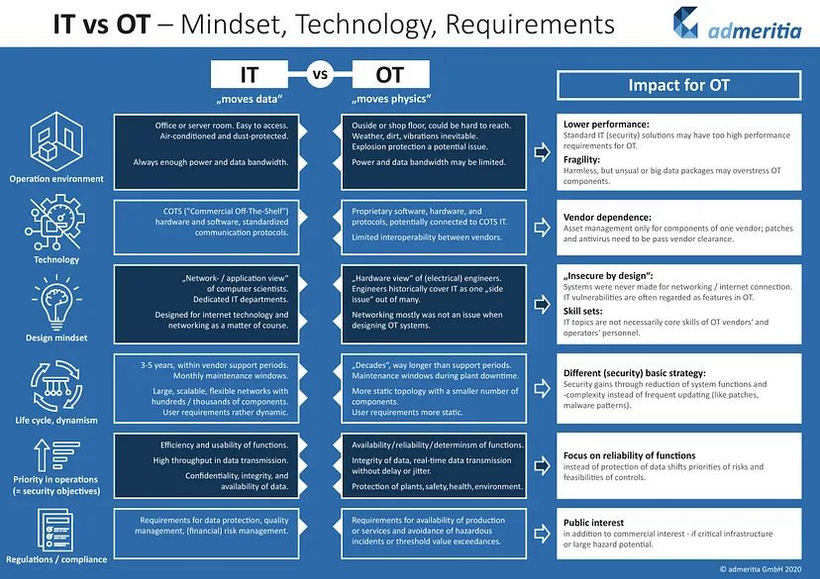 IT vs OT – Mindset, Technology, Requirements
admeritia
IT
vs
OT
„moves data“
„moves physics“
Impact for OT
Operation environment
Office or server room. Easy to access.
Air-conditioned and dust-protected.
Always enough power and data bandwidth.
Ouside or shop floor, could be hard to reach.
Weather, dirt, vibrations inevitable.
Explosion protection a potential issue.
Power and data bandwidth may be limited.
Lower performance:
Standard IT (security) solutions may have too high performance
requirements for OT.
Fragility:
Harmless, but unusual or big data packages may overstress OT
components.
Technology
COTS (“Commercial Off-The-Shelf”)
hardware and software, standardized
communication protocols.
Proprietary software, hardware, and
protocols, potentially connected to COTS IT.
Limited interoperability between vendors.
Vendor dependence:
Asset management only for components of one vendor; patches
and antivirus need to be pass vendor clearance.
Design mindset
„Network- / application view“
of computer scientists.
Dedicated IT departments.
Designed for internet technology and
networking as a matter of course.
„Hardware view“ of (electrical) engineers.
Engineers historically cover IT as one „side
issue“ out of many.
Networking mostly was not an issue when
designing OT systems.
„Insecure by design“:
Systems were never made for networking / internet connection.
IT vulnerabilities are often regarded as features in OT.
Skill sets:
IT topics are not necessarily core skills of OT vendors‘ and
operators‘ personnel.
Life cycle, dynamism
3-5 years, within vendor support periods.
Monthly maintenance windows.
Large, scalable, flexible networks with
hundreds / thousands of components.
User requirements rather dynamic.
„Decades“, way longer than support periods.
Maintenance windows during plant downtime.
More static topology with a smaller number of
components.
User requirements more static.
Different (security) basic strategy:
Security gains through reduction of system functions and
-complexity instead of frequent updating (like patches,
malware patterns).
Priority in operations
(= security objectives)
Efficiency and usability of functions.
High throughput in data transmission.
Confidentiality, integrity, and
availability of data.
Availability/reliability/determinsm of functions.
Integrity of data, real-time data transmission
without delay or jitter.
Protection of plants, safety, health, environment.
Focus on reliability of functions
instead of protection of data shifts priorities of risks and
feasibilities of controls.
Regulations / compliance
Requirements for data protection, quality
management, (financial) risk management.
Requirements for availability of production
or services and avoidance of hazardous
incidents or threshold value exceedances.
Public interest
in addition to commercial interest - if critical infrastructure
or large hazard potential.
© admeritia GmbH 2020